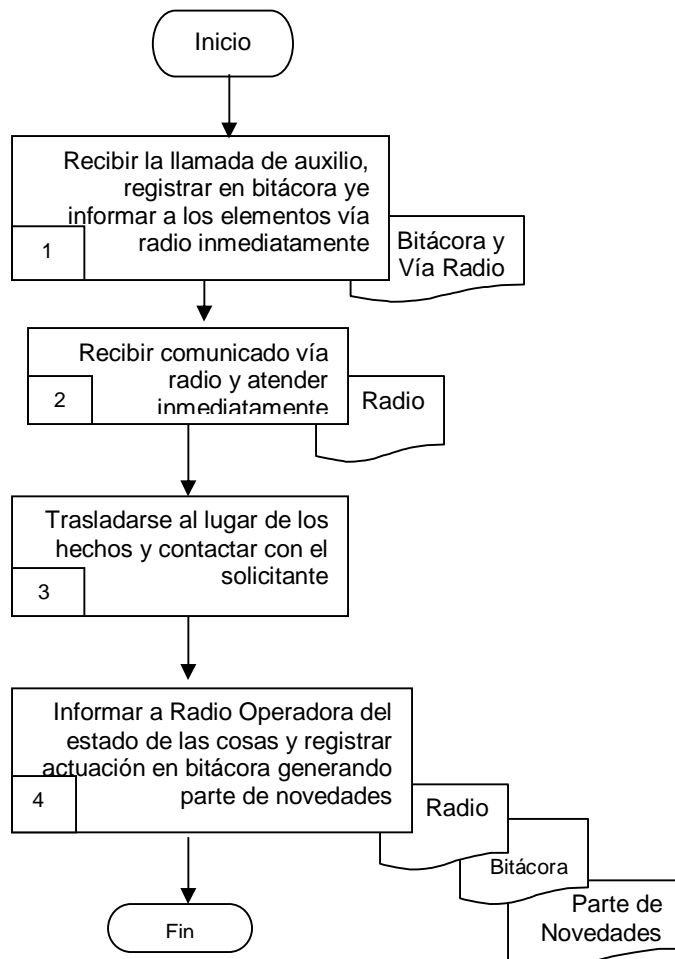 Inicio
Recibir la llamada de auxilio,
registrar en bitácora ye
informar a los elementos vía
radio inmediatamente
1
Bitácora y
Vía Radio
Recibir comunicado vía
radio y atender
inmediatamente
2
Radio
Trasladarse al lugar de los
hechos y contactar con el
solicitante
3
Informar a Radio Operadora del
estado de las cosas y registrar
actuación en bitácora generando
parte de novedades
4
Radio
Bitácora
Parte de
Novedades
Fin